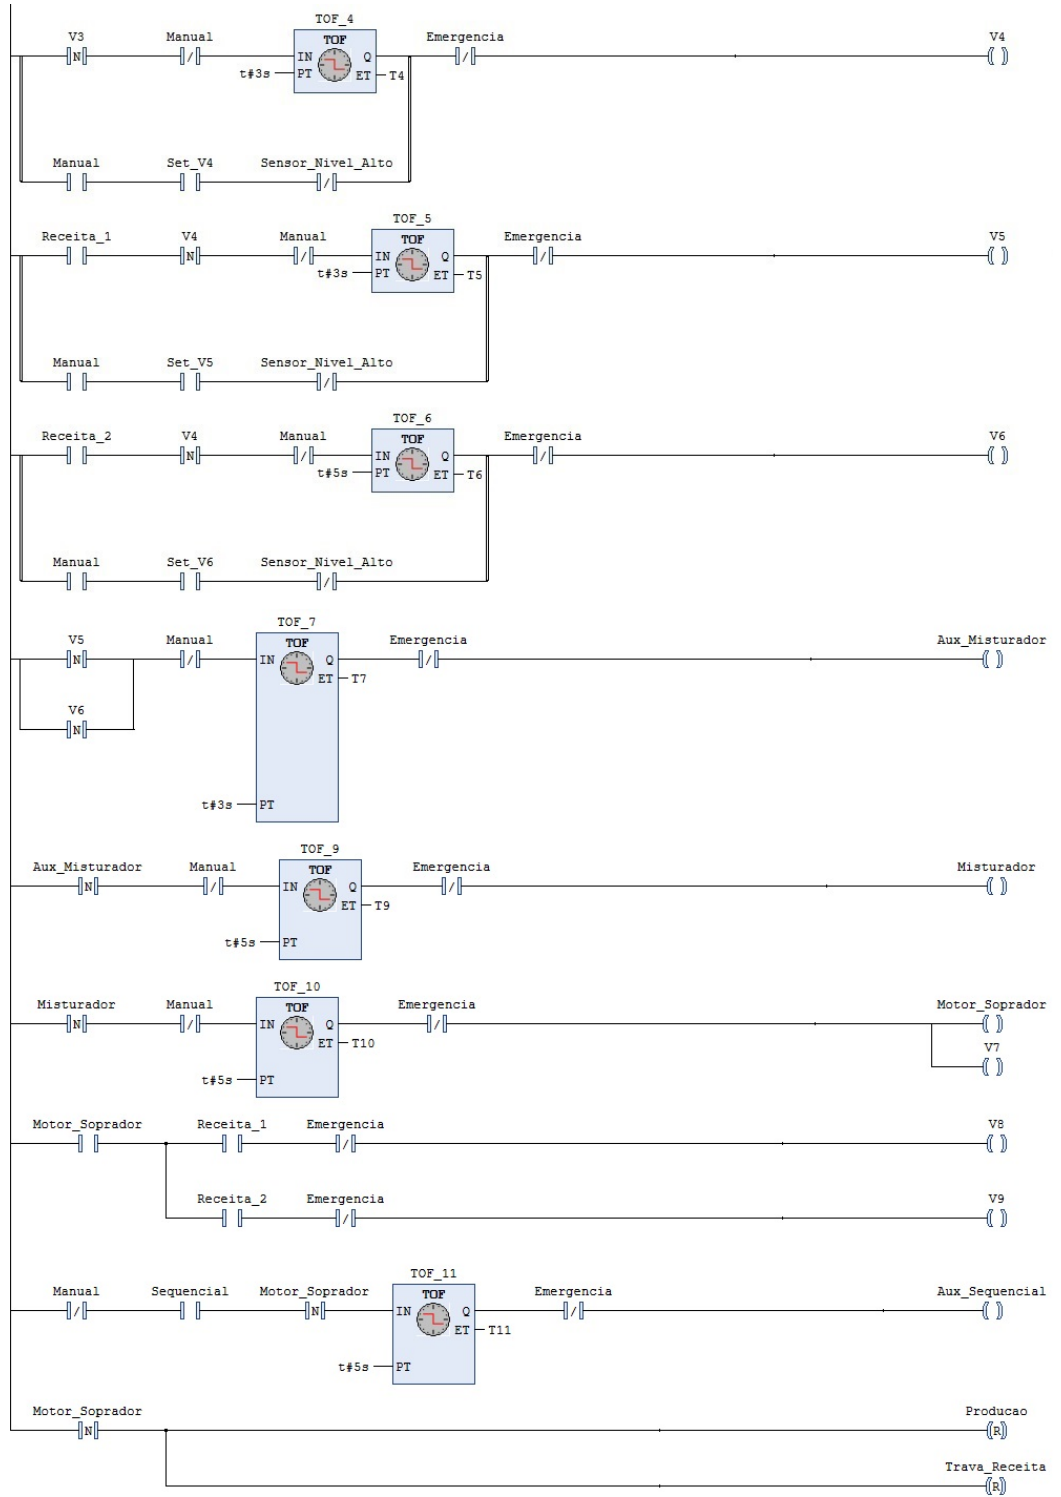 TOF_4
V3 Manual TOF Emergencia V4
N / IN Q / ( )
t#3s PT ET T4
Manual Set_V4 Sensor_Nivel_Alto
/
TOF_5
Receita_1 V4 Manual TOF Emergencia V5
N / IN Q / ( )
t#3s PT ET T5
Manual Set_V5 Sensor_Nivel_Alto
/
TOF_6
Receita_2 V4 Manual TOF Emergencia V6
N / IN Q / ( )
t#5s PT ET T6
Manual Set_V6 Sensor_Nivel_Alto
/
TOF_7
V5 Manual TOF Emergencia Aux_Misturador
N / IN Q / ( )
ET T7
V6
N
t#3s PT
TOF_9
Aux_Misturador Manual TOF Emergencia Misturador
N / IN Q / ( )
ET T9
t#5s PT
TOF_10
Misturador Manual TOF Emergencia Motor_Soprador
N / IN Q / ( )
ET T10 V7
( )
t#5s PT
Motor_Soprador Receita_1 Emergencia V8
/ ( )
Receita_2 Emergencia V9
/ ( )
TOF_11
Manual Sequencial Motor_Soprador TOF Emergencia Aux_Sequencial
/ N IN Q / ( )
ET T11
t#5s PT
Motor_Soprador Producao
N (R)
Trava_Receita
(R)